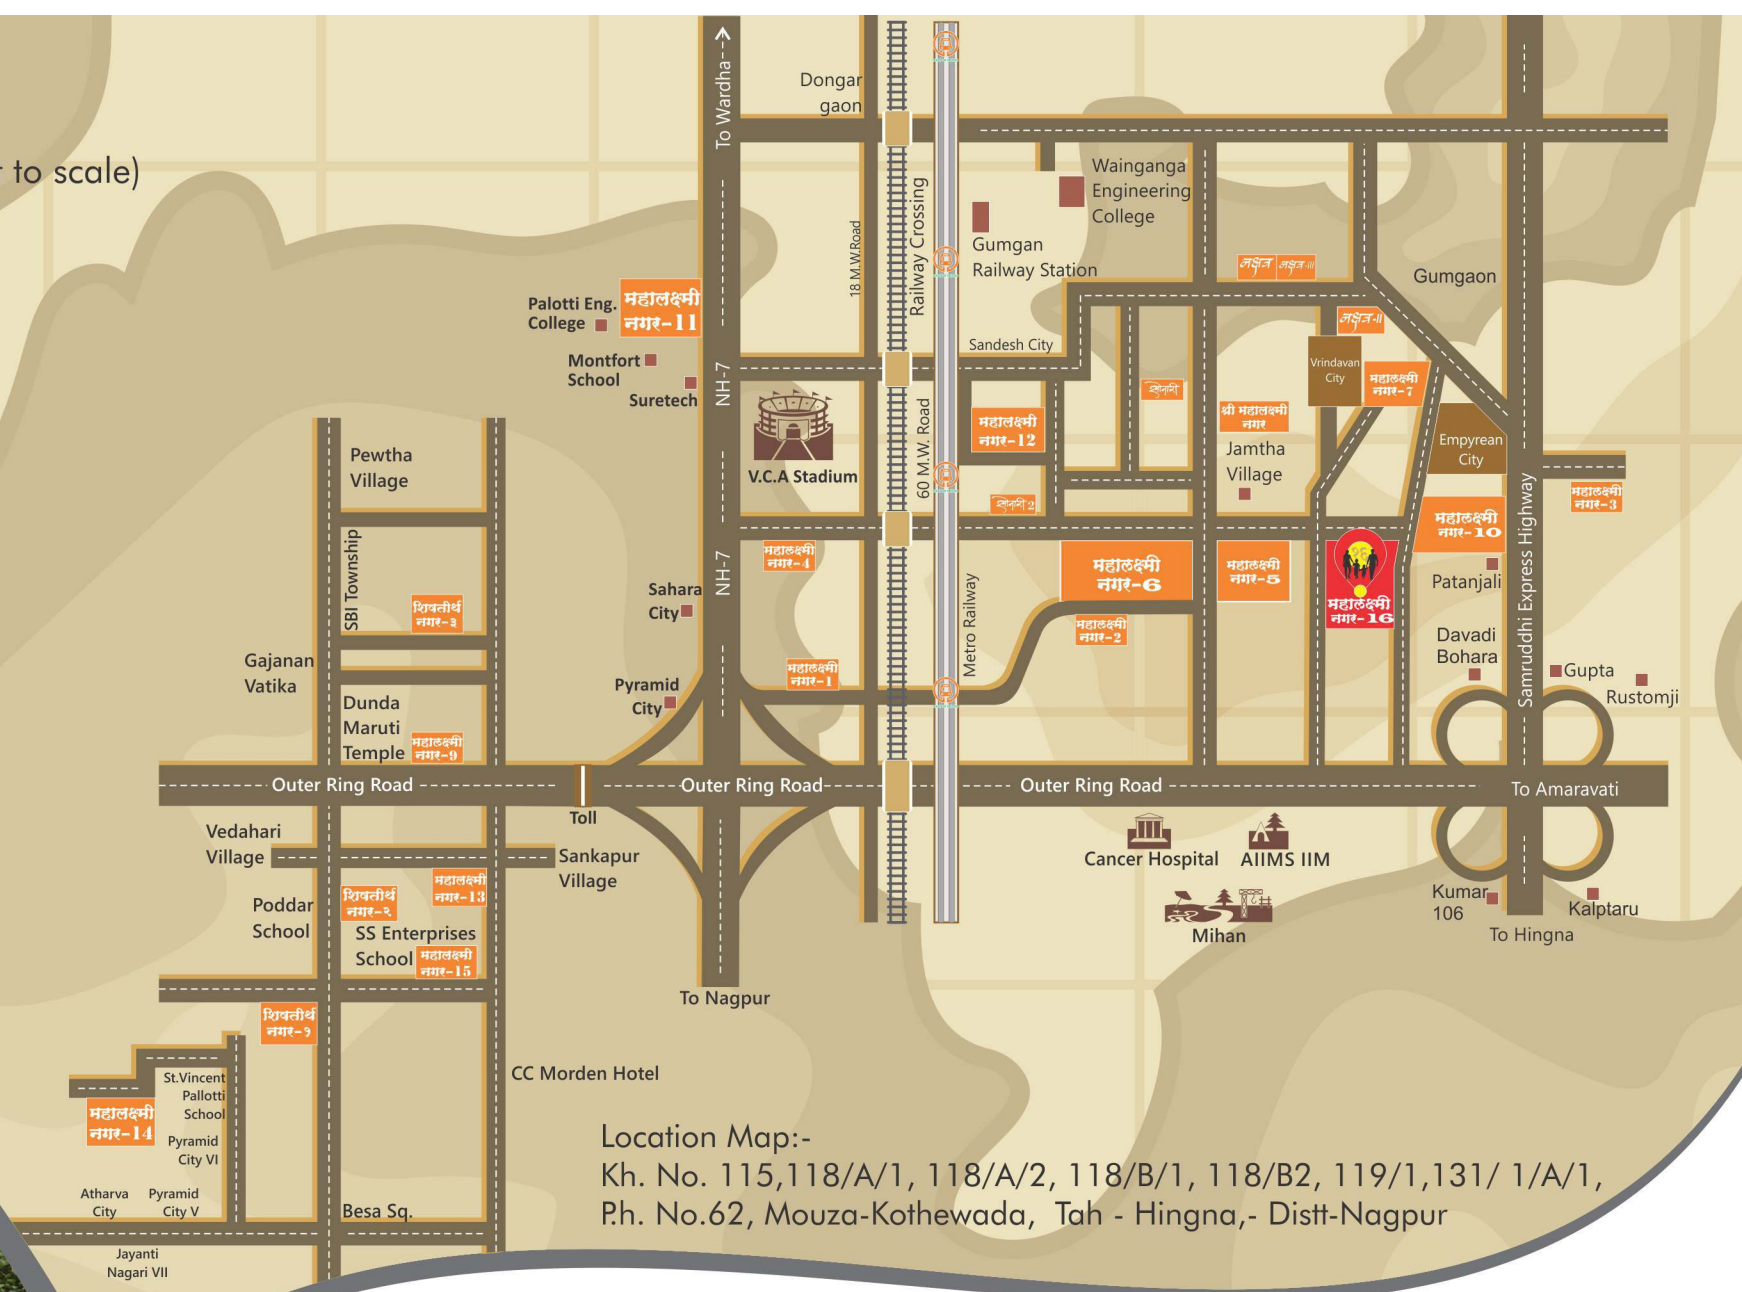 To Wardha
Dongar
gaon
to scale)
Wainganga
Engineering
College
Railway Crossing
18 M.W.Road
Gumgan
Railway Station
नक्षत्र
नक्षत्र-III
Gumgaon
Palotti Eng.
College
महालक्ष्मी
नगर-11
नक्षत्र-II
Sandesh City
Montfort
School
Suretech
NH-7
Vrindavan
City
महालक्ष्मी
नगर-7
महालक्ष्मी
नगर-12
श्री महालक्ष्मी
नगर
Jamtha
Village
Empyrean
City
V.C.A Stadium
60 M.W. Road
Pewtha
Village
महालक्ष्मी
नगर-3
महालक्ष्मी
नगर-10
Samruddhi Express Highway
SBI Township
NH-7
महालक्ष्मी
नगर-4
महालक्ष्मी
नगर-6
महालक्ष्मी
नगर-5
महालक्ष्मी
नगर-16
Patanjali
Sahara
City
शिवतीर्थ
नगर-३
Metro Railway
महालक्ष्मी
नगर-2
Davadi
Bohara
Gajanan
Vatika
महालक्ष्मी
नगर-1
Gupta
Rustomji
Pyramid
City
Dunda
Maruti
Temple
महालक्ष्मी
नगर-9
Outer Ring Road
Outer Ring Road
Outer Ring Road
To Amaravati
Toll
Vedahari
Village
Sankapur
Village
Cancer Hospital
AIIMS IIM
महालक्ष्मी
नगर-13
शिवतीर्थ
नगर-२
Poddar
School
SS Enterprises
School
महालक्ष्मी
नगर-15
Mihan
Kumar
106
Kalptaru
To Hingna
To Nagpur
शिवतीर्थ
नगर-१
St.Vincent
Pallotti
School
CC Morden Hotel
महालक्ष्मी
नगर-14
Pyramid
City VI
Atharva
City
Pyramid
City V
Besa Sq.
Jayanti
Nagari VII
Location Map:-
Kh. No. 115,118/A/1, 118/A/2, 118/B/1, 118/B2, 119/1,131/ 1/A/1,
P.h. No.62, Mouza-Kothewada, Tah - Hingna,- Distt-Nagpur